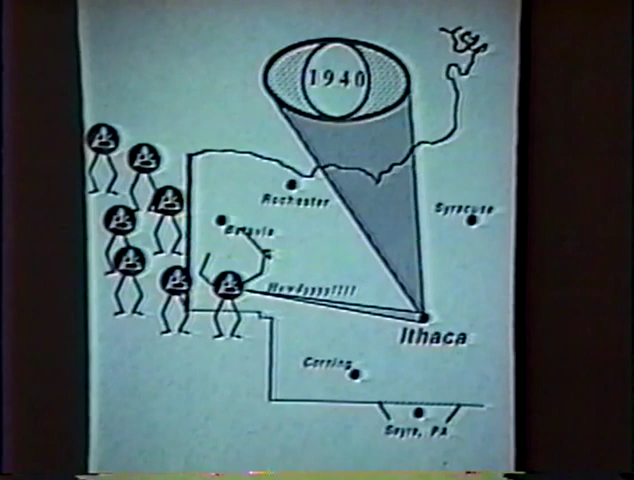 1940
Rochester
Syracuse
Batavia
Howdyyyy!!!!
Ithaca
Corning
Sayre, PA